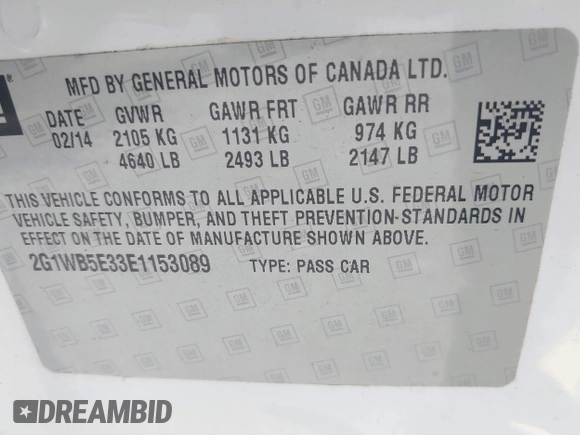 MFD BY GENERAL MOTORS OF CANADA LTD.
DATE GVWR GAWR FRT GAWR RR
02/14 2105 KG 1131 KG 974 KG
4640 LB 2493 LB 2147 LB
THIS VEHICLE CONFORMS TO ALL APPLICABLE U.S. FEDERAL MOTOR
VEHICLE SAFETY, BUMPER, AND THEFT PREVENTION STANDARDS IN
EFFECT ON THE DATE OF MANUFACTURE SHOWN ABOVE.
2G1WB5E33E1153089 TYPE: PASS CAR
DREAMBID